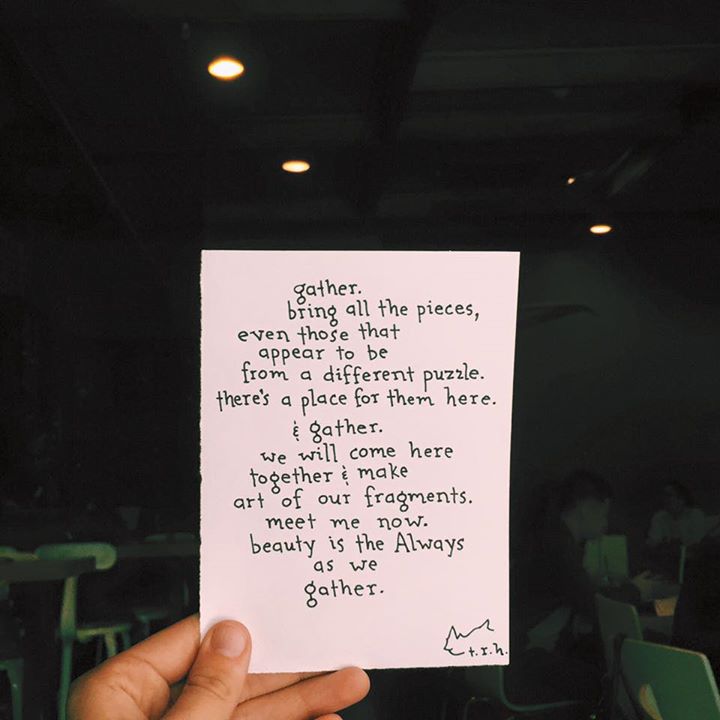 gather.
bring all the pieces,
even those that
appear to be
from a different puzzle.
there's a place for them here.
& gather.
we will come here
together & make
art of our fragments.
meet me now.
beauty is the Always
as we
gather.
t.r.h.